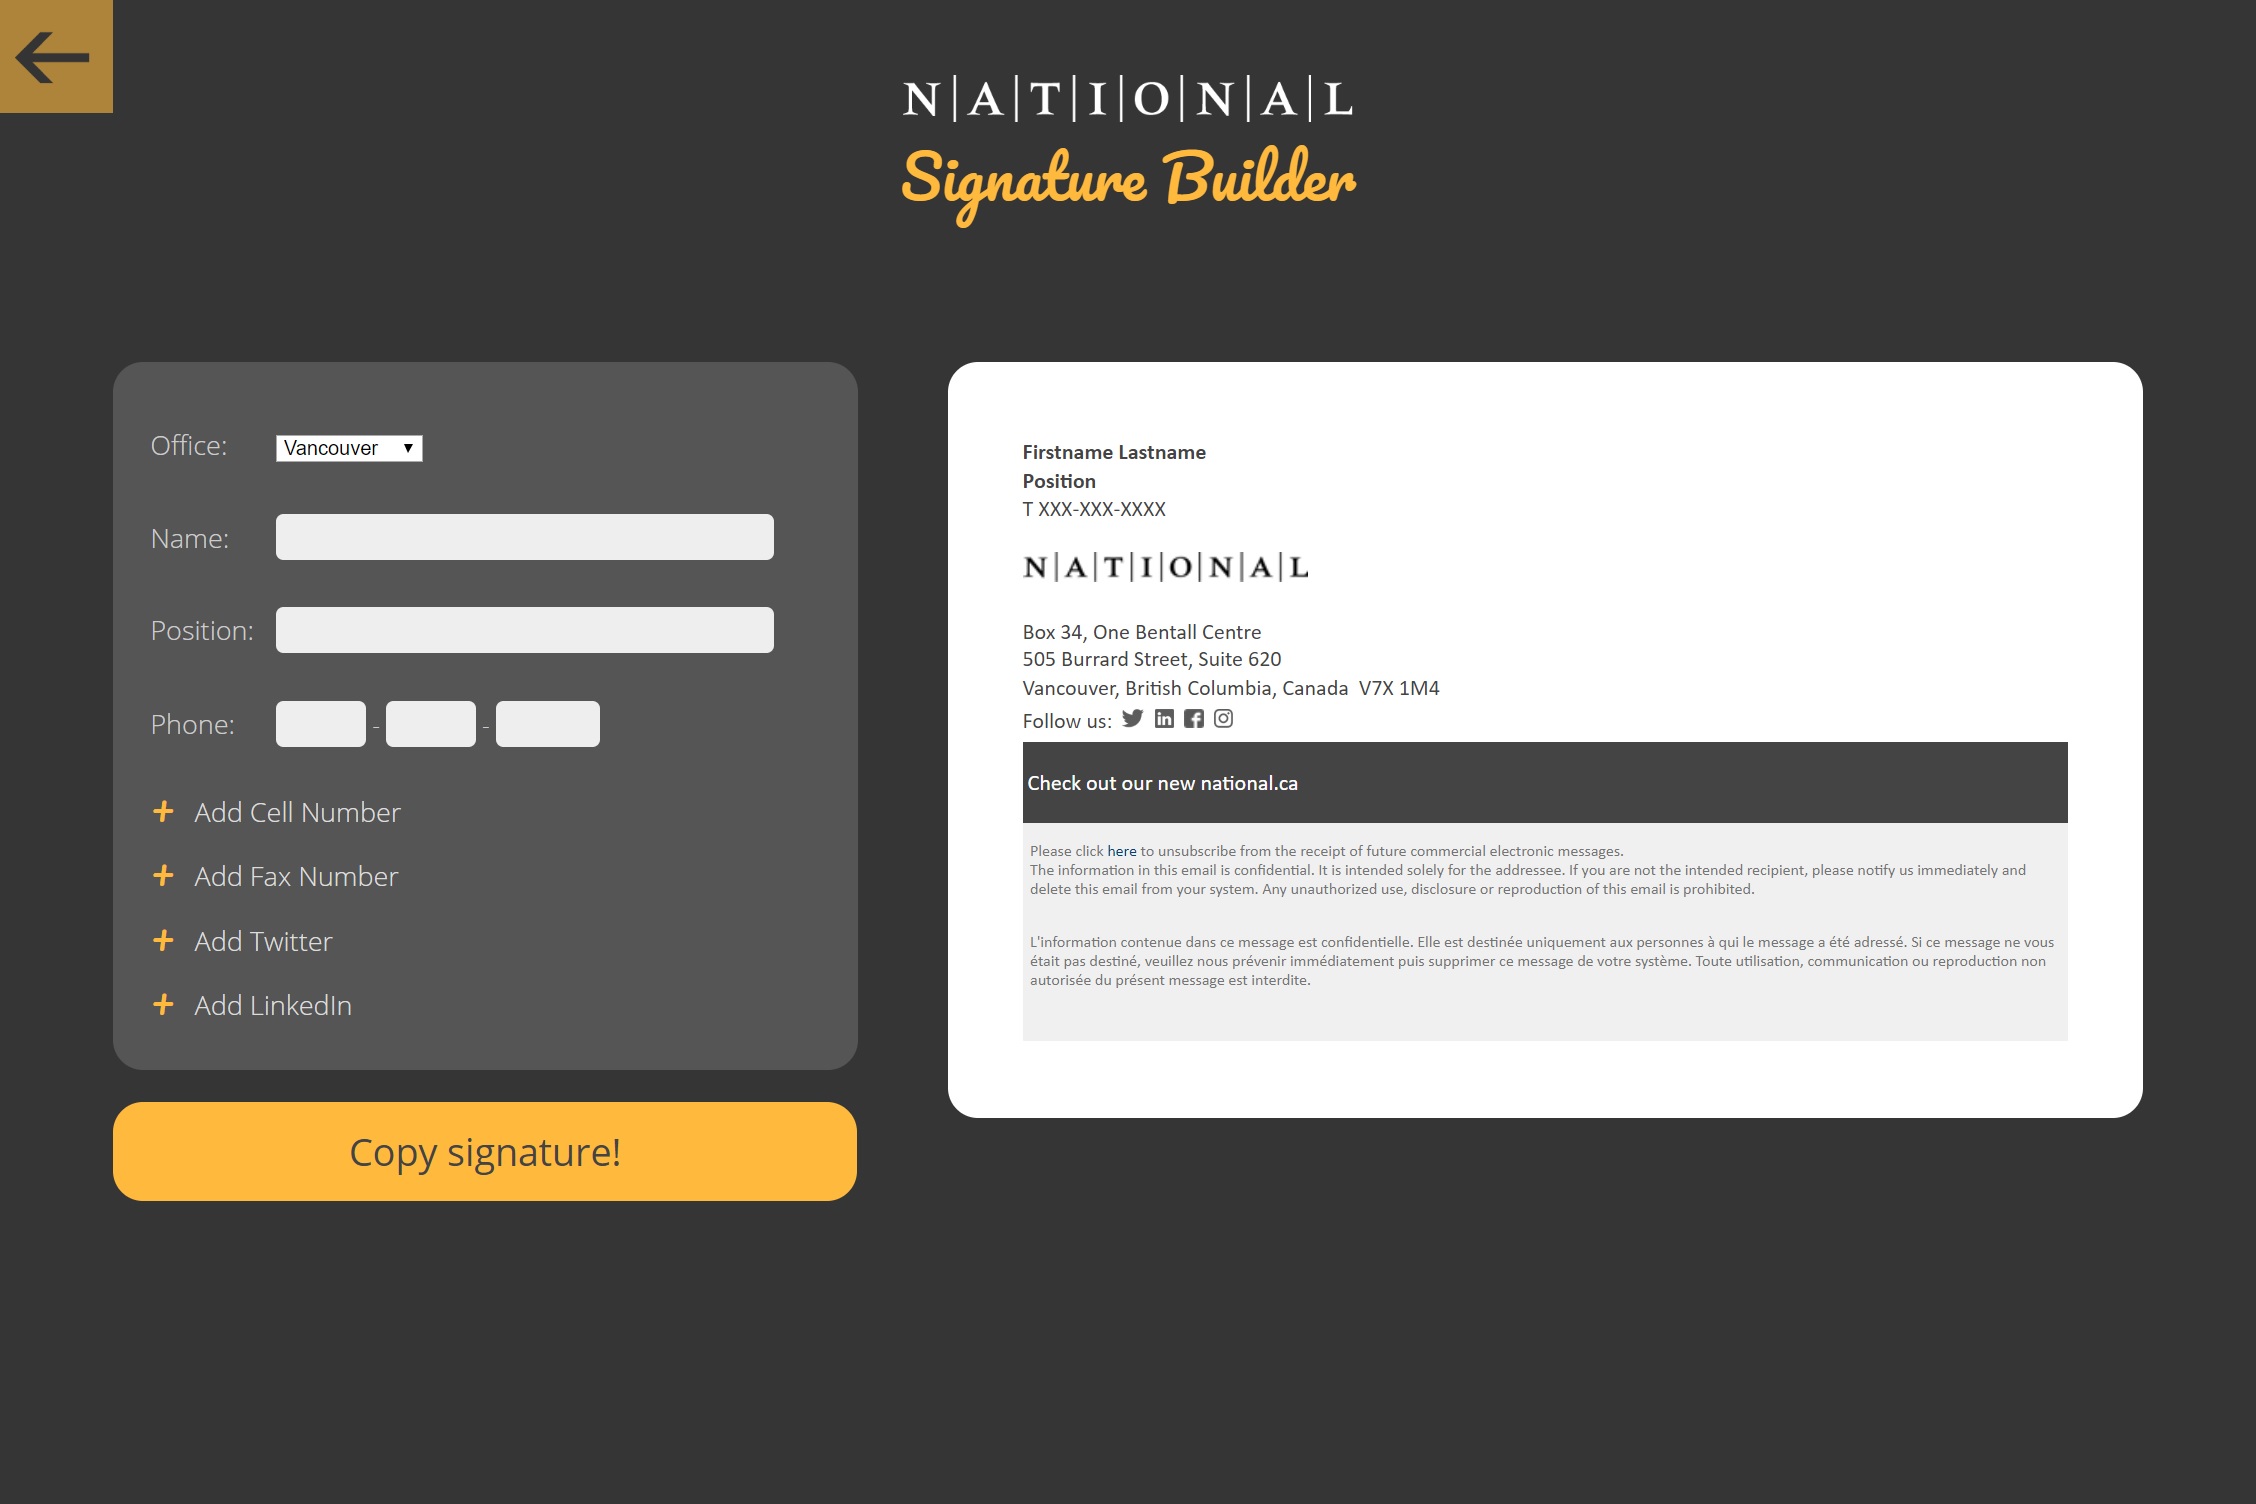 N|A|T|I|O|N|A|L
Signature Builder
Office: Vancouver
Name:
Position:
Phone: - -
+ Add Cell Number
+ Add Fax Number
+ Add Twitter
+ Add LinkedIn
Copy signature!
Firstname Lastname
Position
T XXX-XXX-XXXX
N|A|T|I|O|N|A|L
Box 34, One Bentall Centre
505 Burrard Street, Suite 620
Vancouver, British Columbia, Canada  V7X 1M4
Follow us:
Check out our new national.ca
Please click here to unsubscribe from the receipt of future commercial electronic messages.
The information in this email is confidential. It is intended solely for the addressee. If you are not the intended recipient, please notify us immediately and
delete this email from your system. Any unauthorized use, disclosure or reproduction of this email is prohibited.
L'information contenue dans ce message est confidentielle. Elle est destinée uniquement aux personnes à qui le message a été adressé. Si ce message ne vous
était pas destiné, veuillez nous prévenir immédiatement puis supprimer ce message de votre système. Toute utilisation, communication ou reproduction non
autorisée du présent message est interdite.